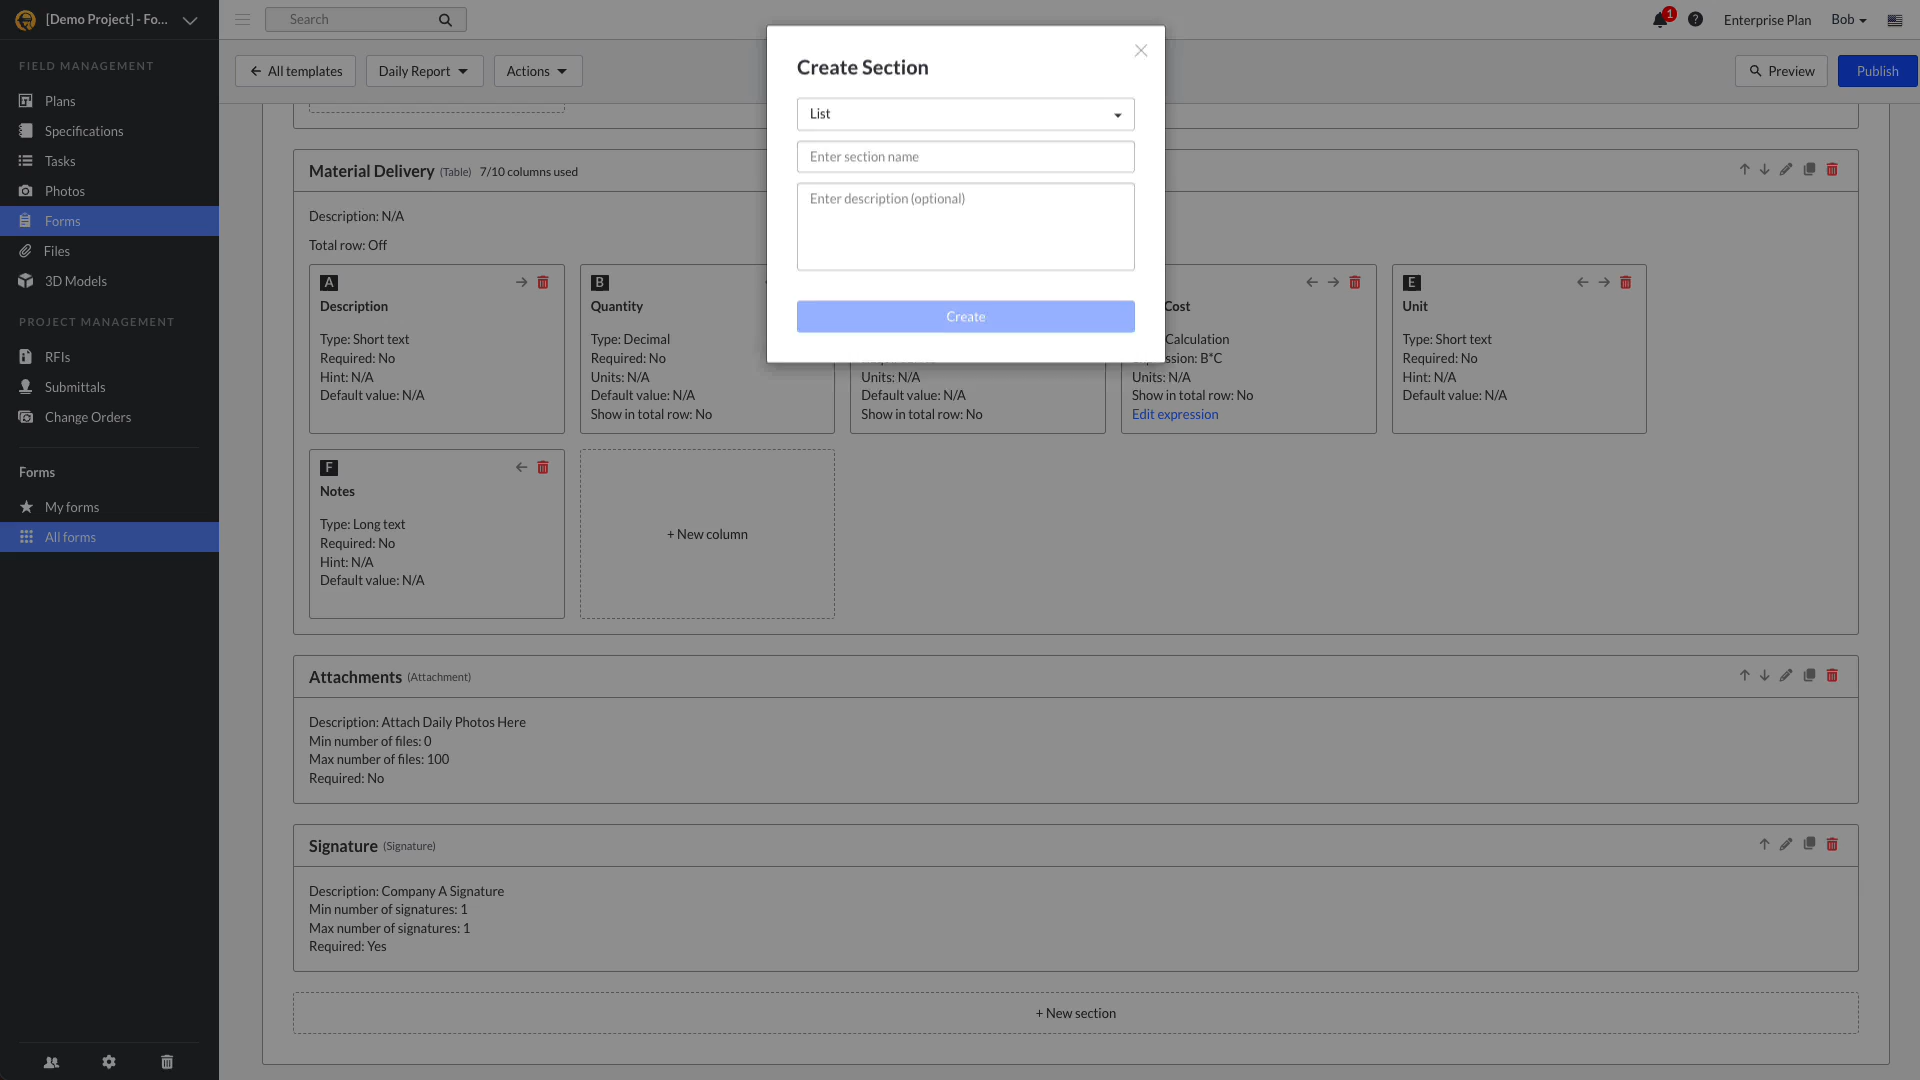 [Demo Project] - Fo...
Search
1
?
Enterprise Plan
Bob
FIELD MANAGEMENT
Plans
Specifications
Tasks
Photos
Forms
Files
3D Models
PROJECT MANAGEMENT
RFIs
Submittals
Change Orders
Forms
My forms
All forms
All templates
Daily Report
Actions
Preview
Publish
Create Section
List
Enter section name
Enter description (optional)
Create
Material Delivery (Table) 7/10 columns used
Description: N/A
Total row: Off
A
Description
Type: Short text
Required: No
Hint: N/A
Default value: N/A
B
Quantity
Type: Decimal
Required: No
Units: N/A
Default value: N/A
Show in total row: No
Units: N/A
Default value: N/A
Show in total row: No
Cost
Calculation
ssion: B*C
Units: N/A
Show in total row: No
Edit expression
E
Unit
Type: Short text
Required: No
Hint: N/A
Default value: N/A
F
Notes
Type: Long text
Required: No
Hint: N/A
Default value: N/A
+ New column
Attachments (Attachment)
Description: Attach Daily Photos Here
Min number of files: 0
Max number of files: 100
Required: No
Signature (Signature)
Description: Company A Signature
Min number of signatures: 1
Max number of signatures: 1
Required: Yes
+ New section